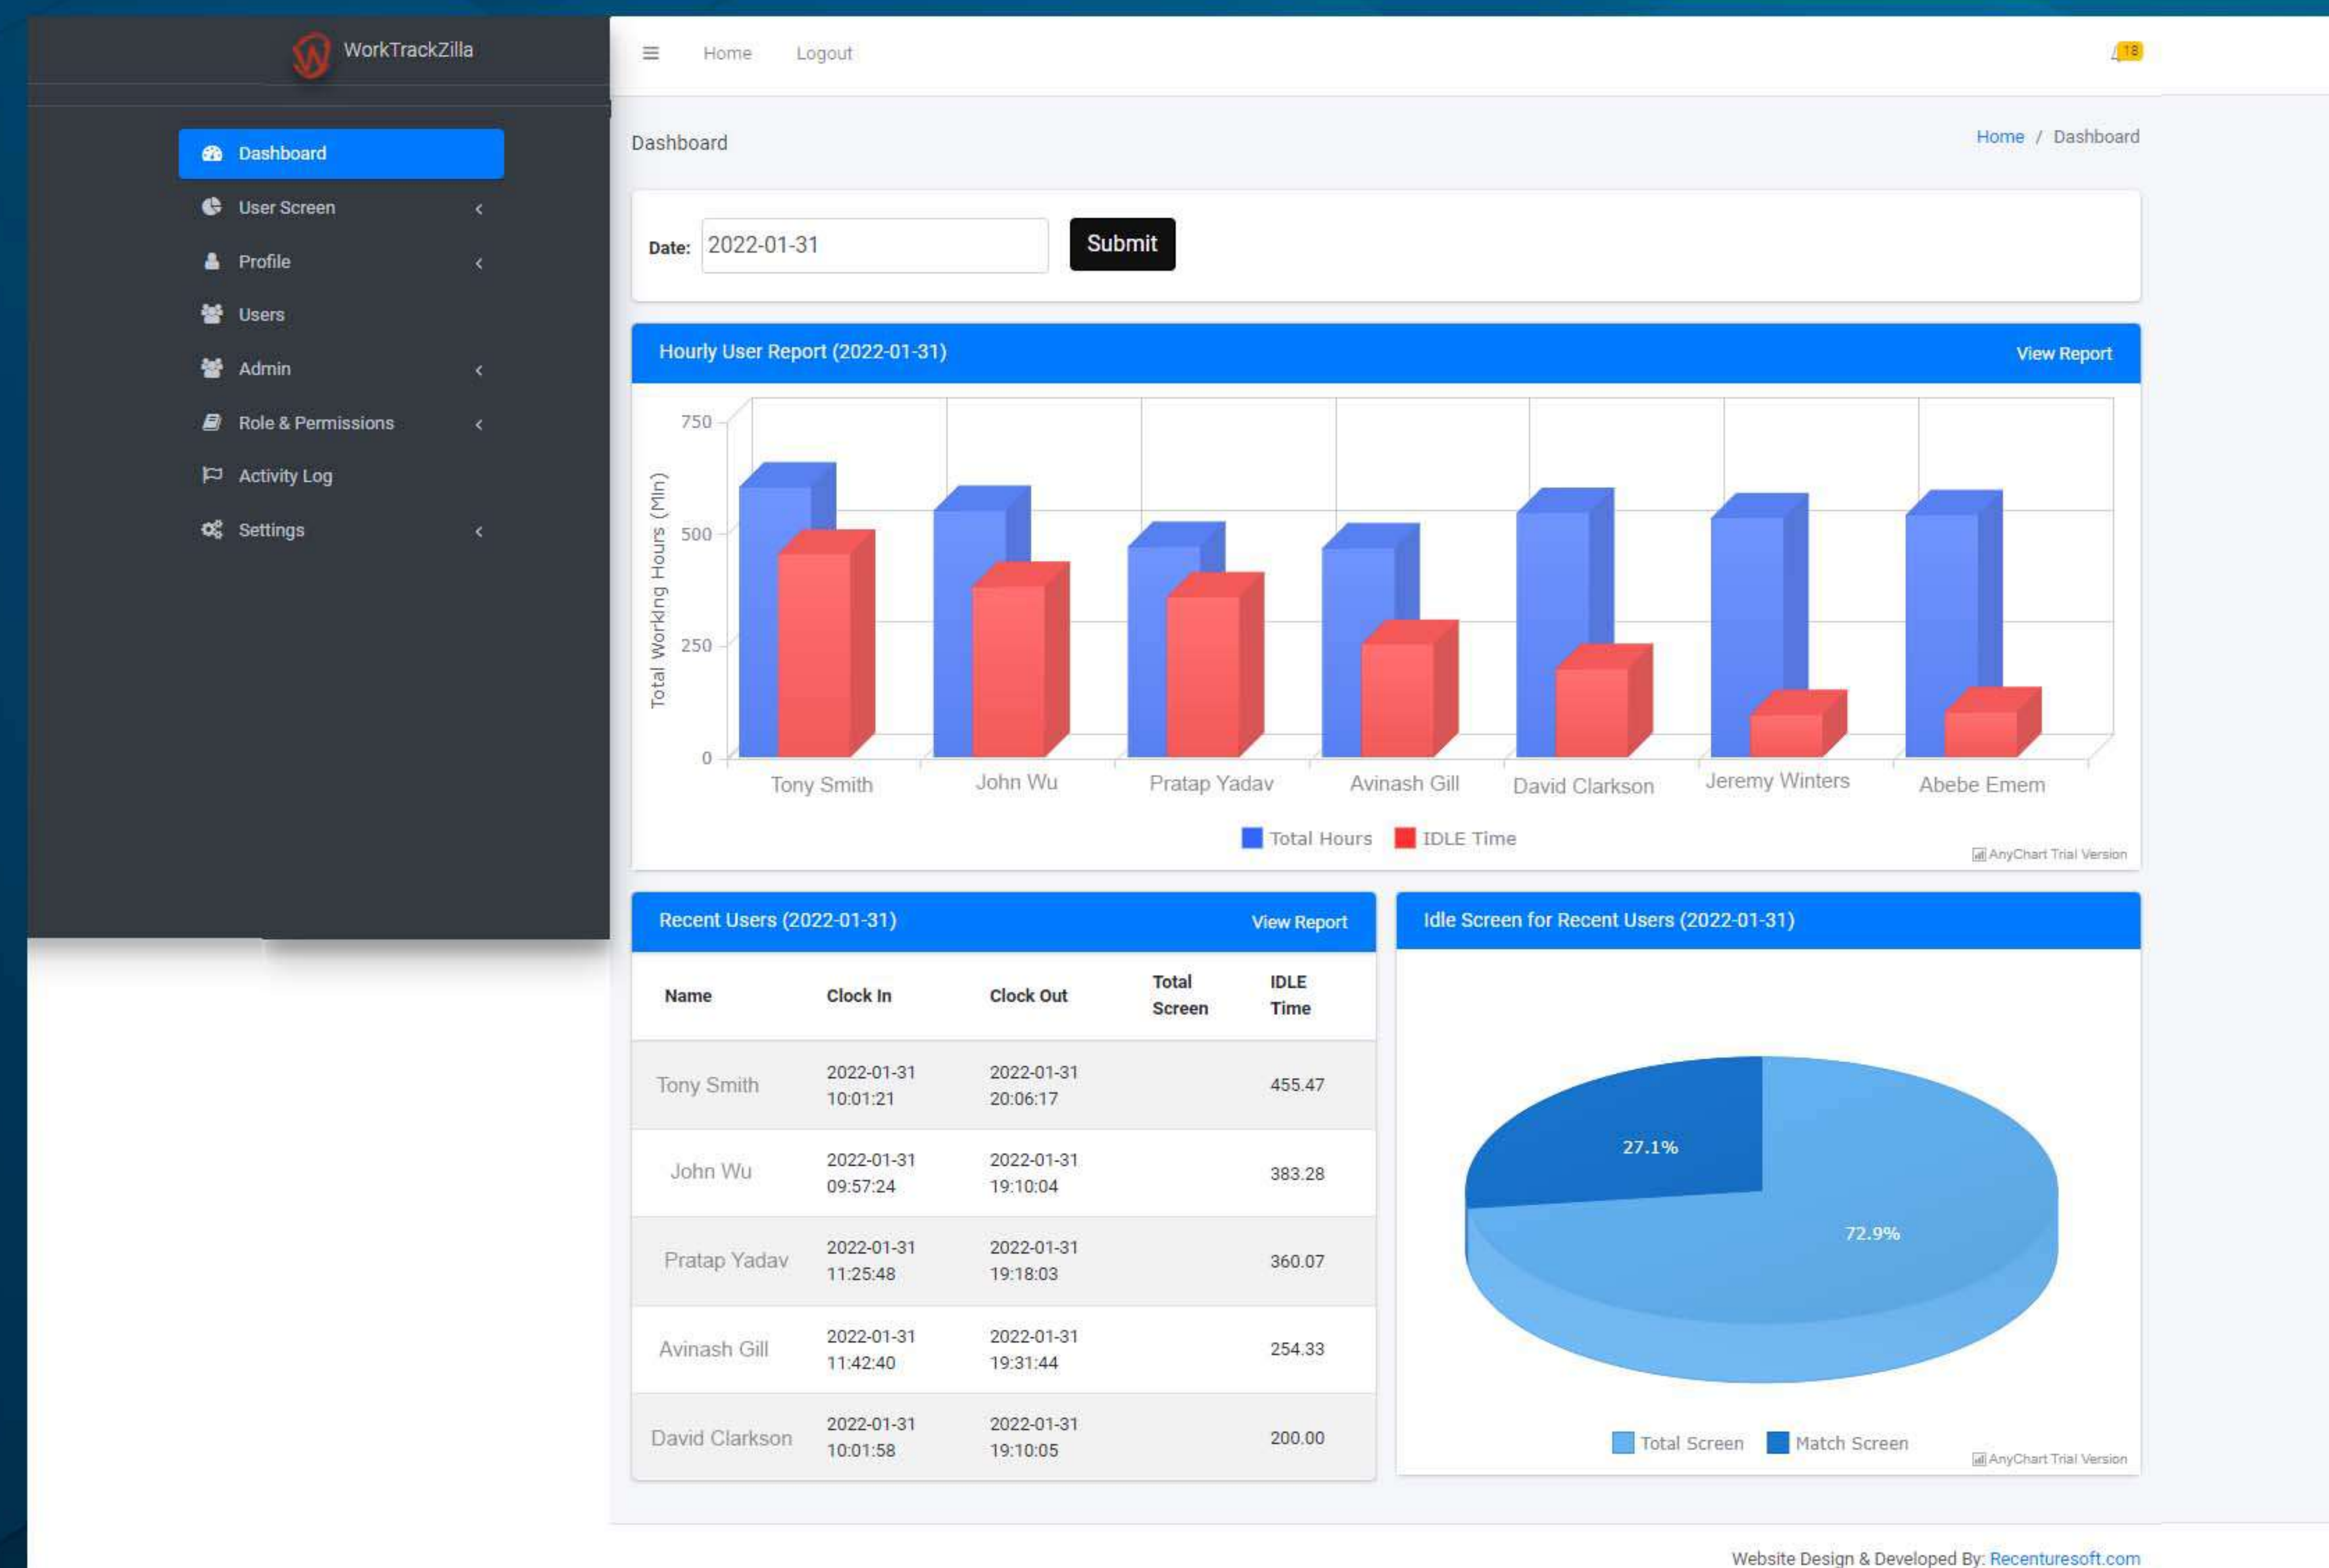 WorkTrackZilla
Home Logout
18
Dashboard
User Screen
Profile
Users
Admin
Role & Permissions
Activity Log
Settings
Dashboard
Home / Dashboard
Date: 2022-01-31 Submit
Hourly User Report (2022-01-31) View Report
Total Working Hours (Min)
750
500
250
0
Tony Smith John Wu Pratap Yadav Avinash Gill David Clarkson Jeremy Winters Abebe Emem
Total Hours IDLE Time
AnyChart Trial Version
Recent Users (2022-01-31) View Report
Name Clock In Clock Out Total Screen IDLE Time
Tony Smith 2022-01-31 10:01:21 2022-01-31 20:06:17 455.47
John Wu 2022-01-31 09:57:24 2022-01-31 19:10:04 383.28
Pratap Yadav 2022-01-31 11:25:48 2022-01-31 19:18:03 360.07
Avinash Gill 2022-01-31 11:42:40 2022-01-31 19:31:44 254.33
David Clarkson 2022-01-31 10:01:58 2022-01-31 19:10:05 200.00
Idle Screen for Recent Users (2022-01-31)
27.1%
72.9%
Total Screen Match Screen
AnyChart Trial Version
Website Design & Developed By: Recenturesoft.com